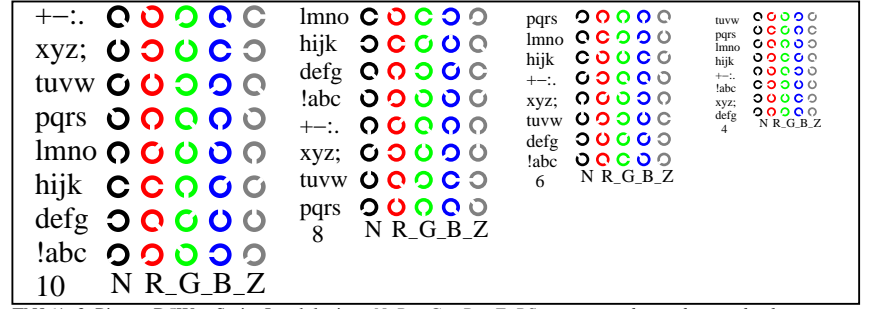 +−:.
xyz;
tuvw
pqrs
lmno
hijk
defg
!abc
10 N R_G_B_Z
lmno
hijk
defg
!abc
+−:.
xyz;
tuvw
pqrs
8 N R_G_B_Z
pqrs
lmno
hijk
+−:.
xyz;
tuvw
defg
!abc
6 N R_G_B_Z
tuvw
pqrs
lmno
hijk
+−:.
!abc
xyz;
defg
4 N R_G_B_Z